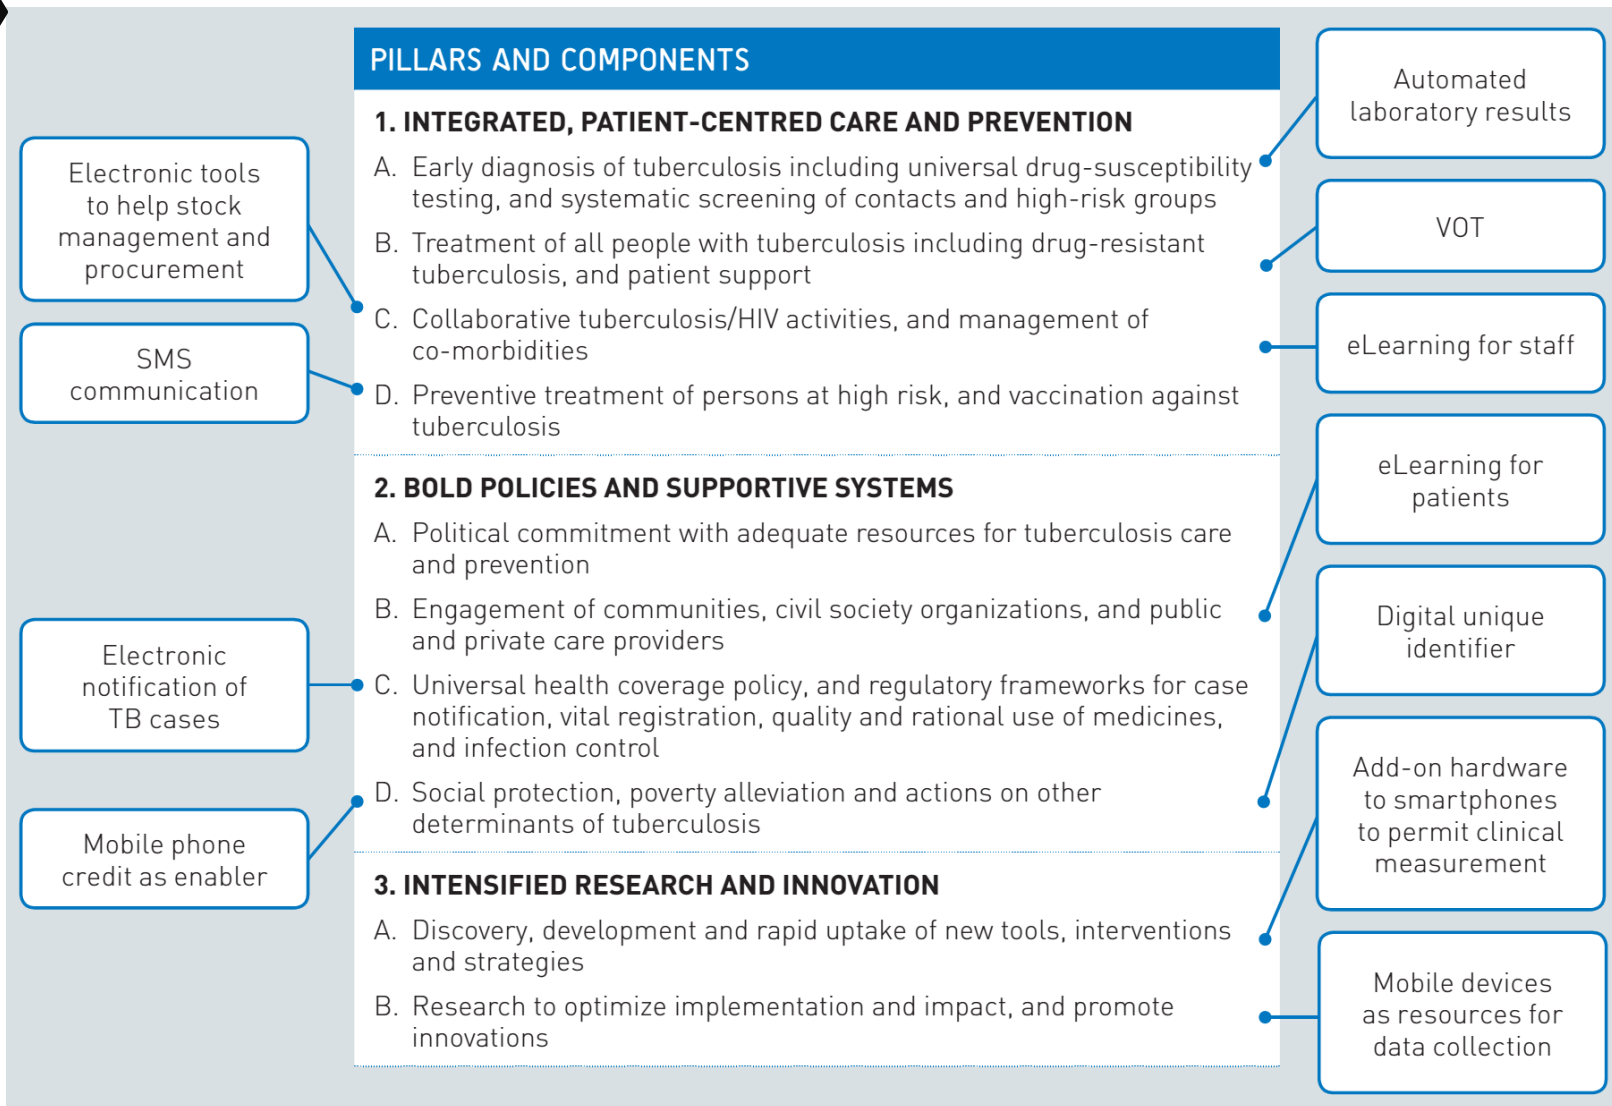 PILLARS AND COMPONENTS
1. INTEGRATED, PATIENT-CENTRED CARE AND PREVENTION
A. Early diagnosis of tuberculosis including universal drug-susceptibility
testing, and systematic screening of contacts and high-risk groups
B. Treatment of all people with tuberculosis including drug-resistant
tuberculosis, and patient support
C. Collaborative tuberculosis/HIV activities, and management of
co-morbidities
D. Preventive treatment of persons at high risk, and vaccination against
tuberculosis
2. BOLD POLICIES AND SUPPORTIVE SYSTEMS
A. Political commitment with adequate resources for tuberculosis care
and prevention
B. Engagement of communities, civil society organizations, and public
and private care providers
C. Universal health coverage policy, and regulatory frameworks for case
notification, vital registration, quality and rational use of medicines,
and infection control
D. Social protection, poverty alleviation and actions on other
determinants of tuberculosis
3. INTENSIFIED RESEARCH AND INNOVATION
A. Discovery, development and rapid uptake of new tools, interventions
and strategies
B. Research to optimize implementation and impact, and promote
innovations
Electronic tools
to help stock
management and
procurement
SMS
communication
Electronic
notification of
TB cases
Mobile phone
credit as enabler
Automated
laboratory results
VOT
eLearning for staff
eLearning for
patients
Digital unique
identifier
Add-on hardware
to smartphones
to permit clinical
measurement
Mobile devices
as resources for
data collection